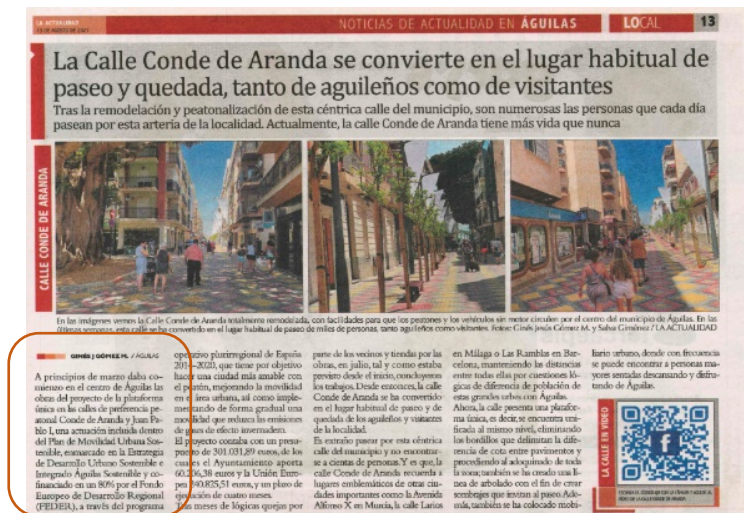 LA ACTUALIDAD
NOTICIAS DE ACTUALIDAD EN ÁGUILAS
LOCAL
13
La Calle Conde de Aranda se convierte en el lugar habitual de
paseo y quedada, tanto de aguileños como de visitantes
Tras la remodelación y peatonalización de esta céntrica calle del municipio, son numerosas las personas que cada día
pasean por esta arteria de la localidad. Actualmente, la calle Conde de Aranda tiene más vida que nunca
CALLE CONDE DE ARANDA
En las imágenes vemos la Calle Conde de Aranda totalmente remodelada, con facilidades para que los peatones y los vehículos sin motor circulen por el centro del municipio de Águilas. En las
últimas semanas, esta calle se ha convertido en el lugar habitual de paseo de miles de personas, tanto aguileños como visitantes. Fotos: Ginés Jesús Gómez M. y Salva Giménez / LA ACTUALIDAD
GINÉS J GÓMEZ M. / ÁGUILAS
A principios de marzo daba co-
mienzo en el centro de Águilas las
obras del proyecto de la plataforma
única en las calles de preferencia pe-
atonal Conde de Aranda y Juan Pa-
blo I, una actuación incluida dentro
del Plan de Movilidad Urbana Sos-
tenible, enmarcado en la Estrategia
de Desarrollo Urbano Sostenible e
Integrado Águila Sostenible y co-
financiado en un 80% por el Fondo
Europeo de Desarrollo Regional
(FEDER), a través del programa
operativo plurirregional de España
2014-2020, que tiene por objetivo
hacer una ciudad más amable con
el peatón, mejorando la movilidad
en el área urbana, así como imple-
mentando de forma gradual una
movilidad que reduzca las emisiones
de gases de efecto invernadero.
El proyecto contaba con un presu-
puesto de 301.031,89 euros, de los
cuales el Ayuntamiento aporta
60.206,38 euros y la Unión Euro-
pea 240.825,51 euros, y un plazo de
ejecución de cuatro meses.
Tras meses de lógicas quejas por
parte de los vecinos y tiendas por las
obras, en julio, tal y como estaba
previsto desde el inicio, concluyeron
los trabajos. Desde entonces, la calle
Conde de Aranda se ha convertido
en el lugar habitual de paseo y de
quedada de los aguileños y visitantes
de la localidad.
Es extraño pasear por esta céntrica
calle del municipio y no encontrar-
se a cientos de personas. Y es que, la
calle Conde de Aranda recuerda a
lugares emblemáticos de otras ciu-
dades importantes como la Avenida
Alfonso X en Murcia, la calle Larios
en Málaga o Las Ramblas en Bar-
celona, manteniendo las distancias
entre todas ellas por cuestiones ló-
gicas de diferencia de población de
estas grandes urbes con Águilas.
Ahora, la calle presenta una platafor-
ma única, es decir, se encuentra uni-
ficada al mismo nivel, eliminando
los bordillos que delimitan la dife-
rencia de cota entre pavimentos y
procediendo al adoquinado de toda
la zona; también se ha creado una lí-
nea de arbolado con el fin de crear
sombrajes que invitan al paseo. Ade-
más, también se ha colocado mobi-
liario urbano, donde con frecuencia
se puede encontrar a personas ma-
yores sentadas descansando y disfru-
tando de Águilas.
LA CALLE EN VÍDEO